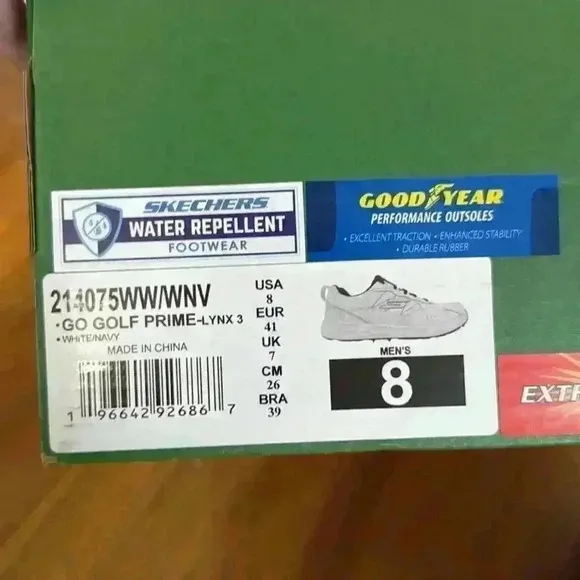 SKECHERS
WATER REPELLENT
FOOTWEAR
GOOD YEAR
PERFORMANCE OUTSOLES
• EXCELLENT TRACTION • ENHANCED STABILITY
• DURABLE RUBBER
214075WW/WNV
•GO GOLF PRIME-LYNX 3
• WHITE/NAVY
MADE IN CHINA
1 96642 92686 7
USA
8
EUR
41
UK
7
CM
26
BRA
39
MEN'S
8
EXTR